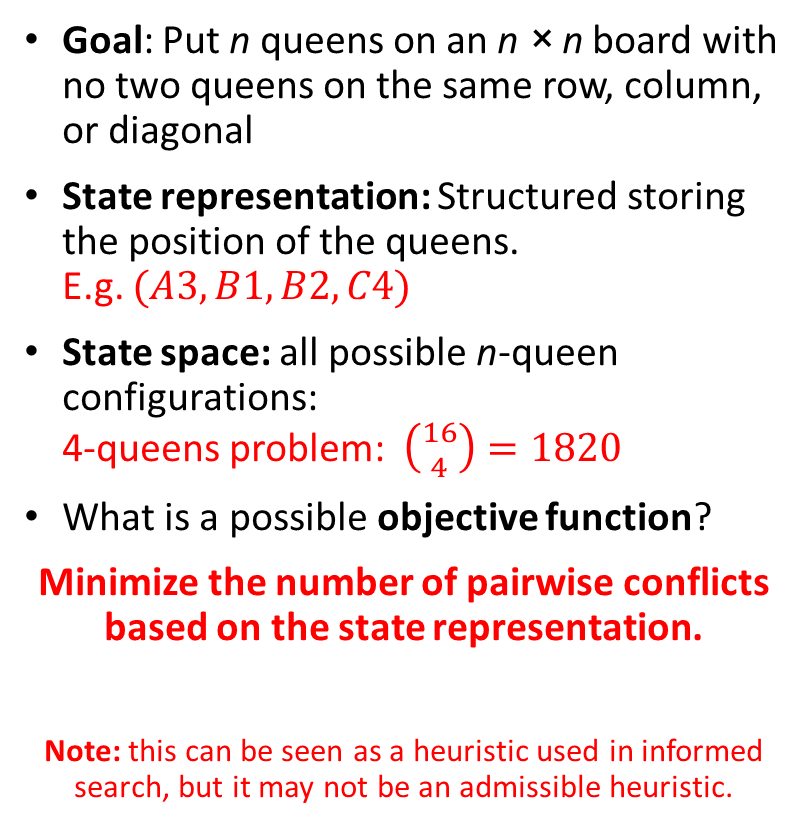 • Goal: Put n queens on an n × n board with
no two queens on the same row, column,
or diagonal
• State representation: Structured storing
the position of the queens.
E.g. (A3, B1, B2, C4)
• State space: all possible n-queen
configurations:
4-queens problem: (16 4) = 1820
• What is a possible objective function?
Minimize the number of pairwise conflicts
based on the state representation.
Note: this can be seen as a heuristic used in informed
search, but it may not be an admissible heuristic.